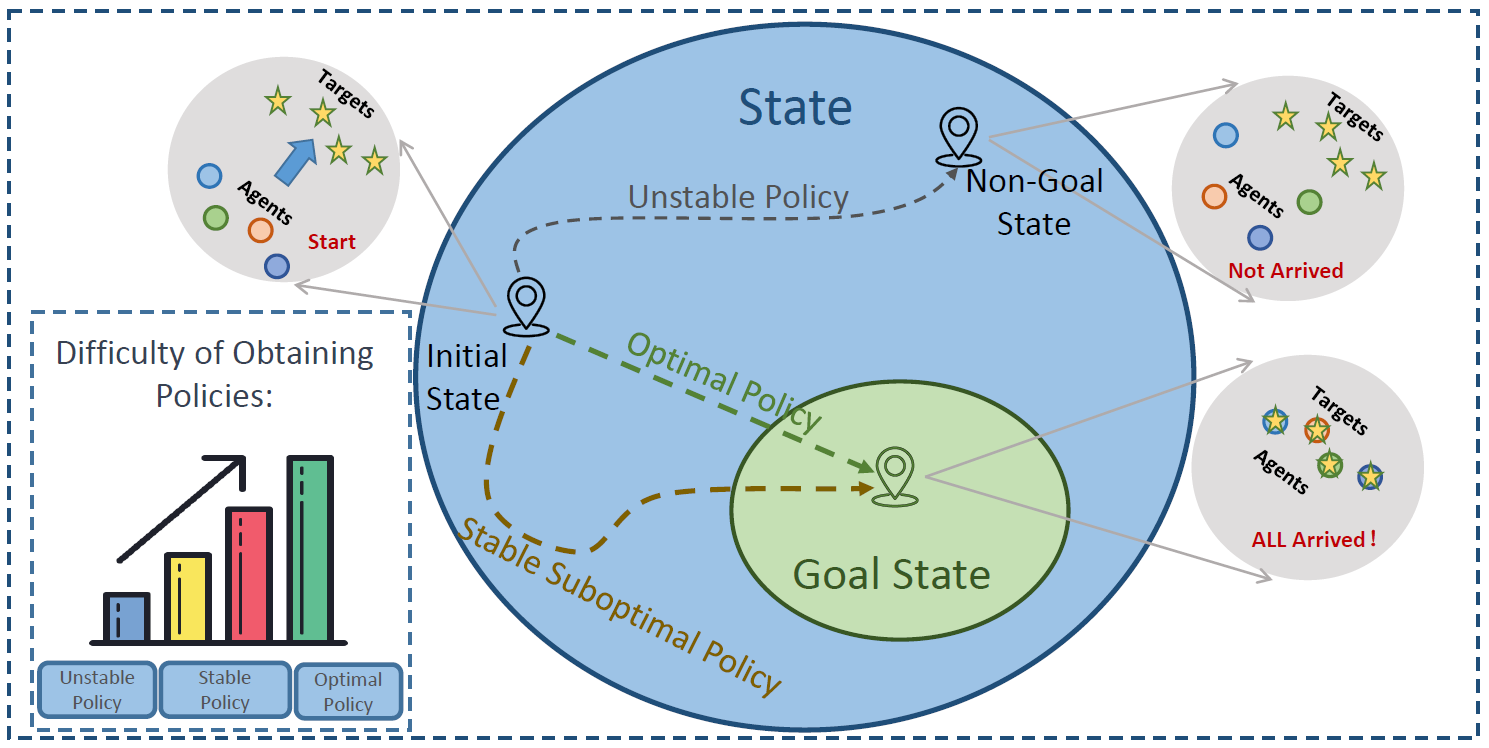 Targets
Agents
Start
State
Unstable Policy
Non-Goal
State
Targets
Agents
Not Arrived
Initial
State
Optimal Policy
Stable Suboptimal Policy
Goal State
Targets
Agents
ALL Arrived！
Difficulty of Obtaining
Policies:
Unstable
Policy
Stable
Policy
Optimal
Policy